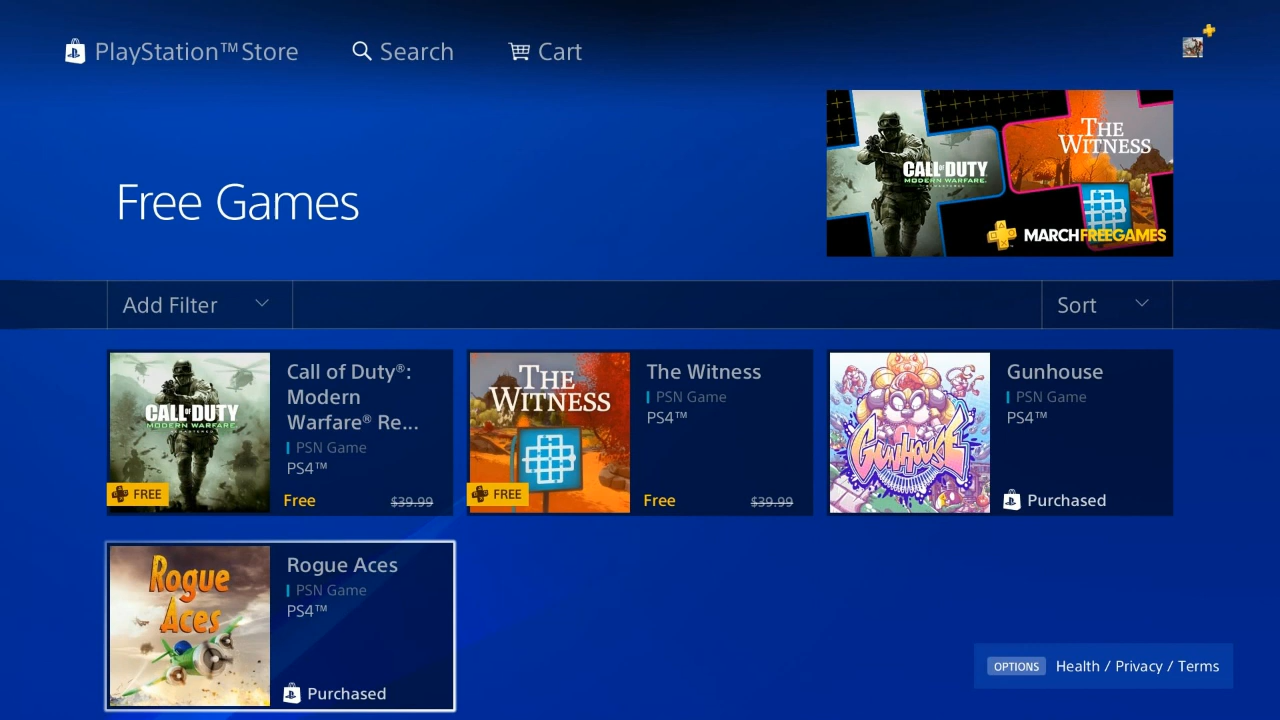 PlayStation™Store
Search
Cart
CALL OF DUTY
MODERN WARFARE.
REMASTERED
THE
WITNESS
MARCHFREEGAMES
Free Games
Add Filter
Sort
CALL OF DUTY
MODERN WARFARE.
REMASTERED
FREE
Call of Duty®:
Modern
Warfare® Re...
PSN Game
PS4™
Free
$39.99
THE
WITNESS
FREE
The Witness
PSN Game
PS4™
Free
$39.99
GUNHOUSE
Gunhouse
PSN Game
PS4™
Purchased
Rogue
Aces
Rogue Aces
PSN Game
PS4™
Purchased
OPTIONS
Health / Privacy / Terms